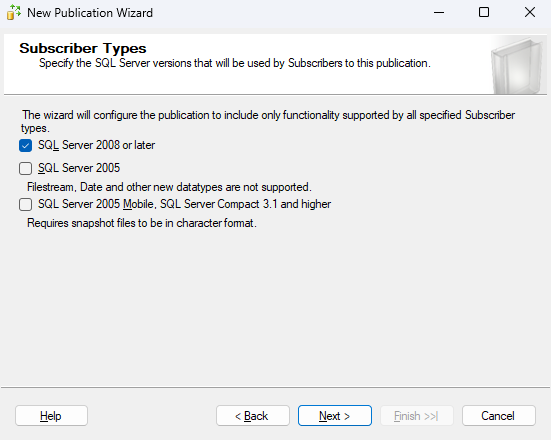 New Publication Wizard
Subscriber Types
Specify the SQL Server versions that will be used by Subscribers to this publication.
The wizard will configure the publication to include only functionality supported by all specified Subscriber
types.
SQL Server 2008 or later
SQL Server 2005
Filestream, Date and other new datatypes are not supported.
SQL Server 2005 Mobile, SQL Server Compact 3.1 and higher
Requires snapshot files to be in character format.
Help
< Back
Next >
Finish >>|
Cancel